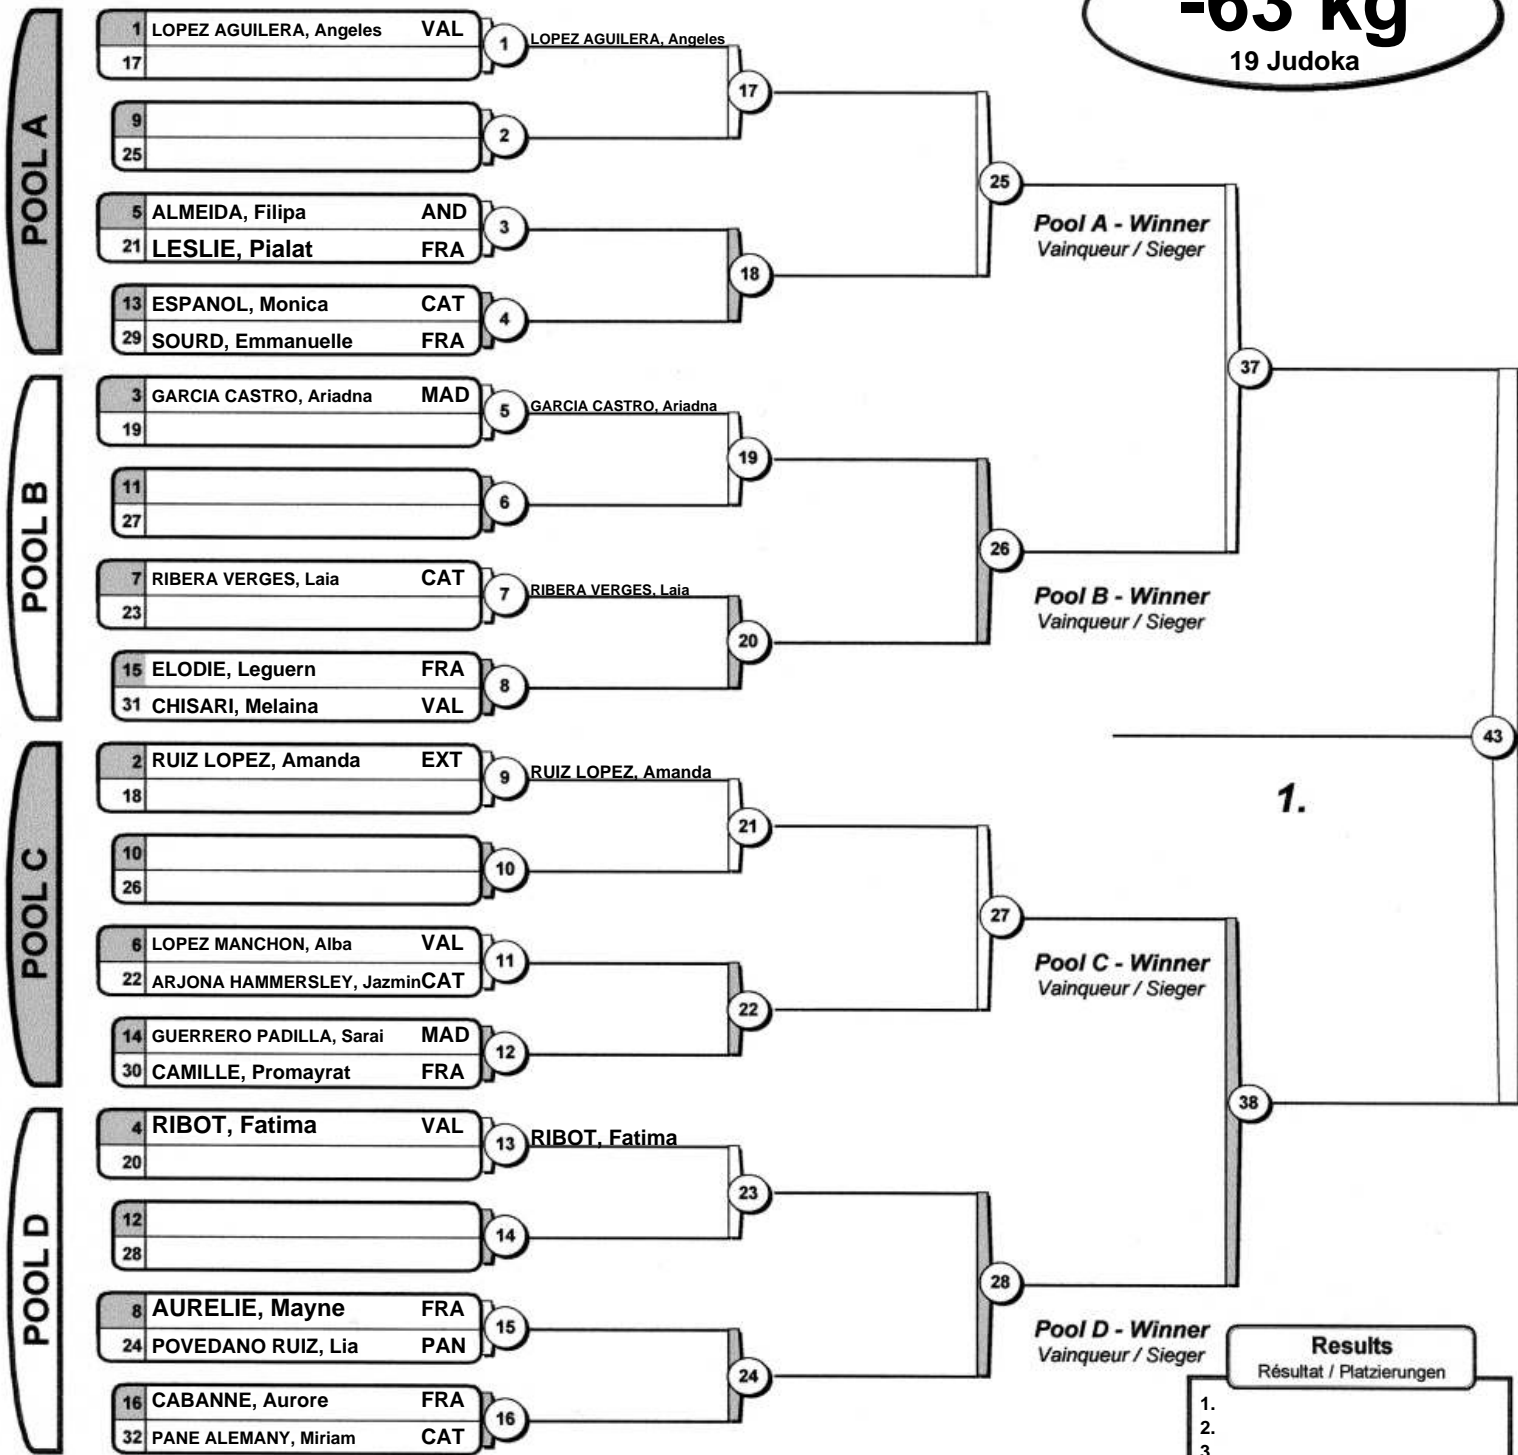 -63 kg
19 Judoka
POOL A
1 LOPEZ AGUILERA, Angeles VAL
17
1 LOPEZ AGUILERA, Angeles
17
9
25
2
5 ALMEIDA, Filipa AND
21 LESLIE, Pialat FRA
3
18
13 ESPANOL, Monica CAT
29 SOURD, Emmanuelle FRA
4
25
Pool A - Winner
Vainqueur / Sieger
POOL B
3 GARCIA CASTRO, Ariadna MAD
19
5 GARCIA CASTRO, Ariadna
19
11
27
6
7 RIBERA VERGES, Laia CAT
23
7 RIBERA VERGES, Laia
20
15 ELODIE, Leguern FRA
31 CHISARI, Melaina VAL
8
26
Pool B - Winner
Vainqueur / Sieger
37
43
1.
POOL C
2 RUIZ LOPEZ, Amanda EXT
18
9 RUIZ LOPEZ, Amanda
21
10
26
10
6 LOPEZ MANCHON, Alba VAL
22 ARJONA HAMMERSLEY, Jazmin CAT
11
22
14 GUERRERO PADILLA, Sarai MAD
30 CAMILLE, Promayrat FRA
12
27
Pool C - Winner
Vainqueur / Sieger
POOL D
4 RIBOT, Fatima VAL
20
13 RIBOT, Fatima
23
12
28
14
8 AURELIE, Mayne FRA
24 POVEDANO RUIZ, Lia PAN
15
24
16 CABANNE, Aurore FRA
32 PANE ALEMANY, Miriam CAT
16
28
Pool D - Winner
Vainqueur / Sieger
38
Results
Résultat / Platzierungen
1.
2.
3